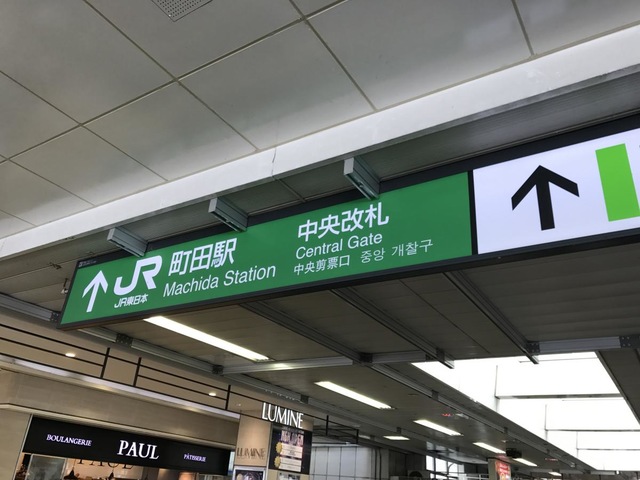 JR
JR東日本
町田駅
Machida Station
中央改札
Central Gate
中央剪票口 중앙 개찰구
LUMINE
LUMINE
BOULANGERIE PAUL PÂTISSERIE